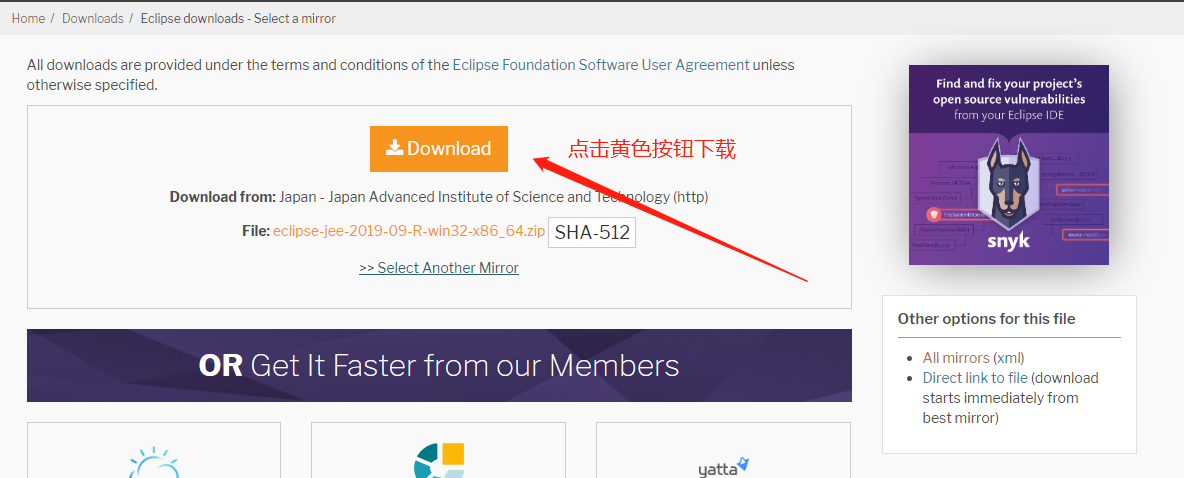 Home / Downloads / Eclipse downloads - Select a mirror
All downloads are provided under the terms and conditions of the Eclipse Foundation Software User Agreement unless
otherwise specified.
Download
点击黄色按钮下载
Download from: Japan - Japan Advanced Institute of Science and Technology (http)
File: eclipse-jee-2019-09-R-win32-x86_64.zip SHA-512
>> Select Another Mirror
OR Get It Faster from our Members
yatta
Find and fix your project's
open source vulnerabilities
from your Eclipse IDE
snyk
Other options for this file
All mirrors (xml)
Direct link to file (download
starts immediately from
best mirror)